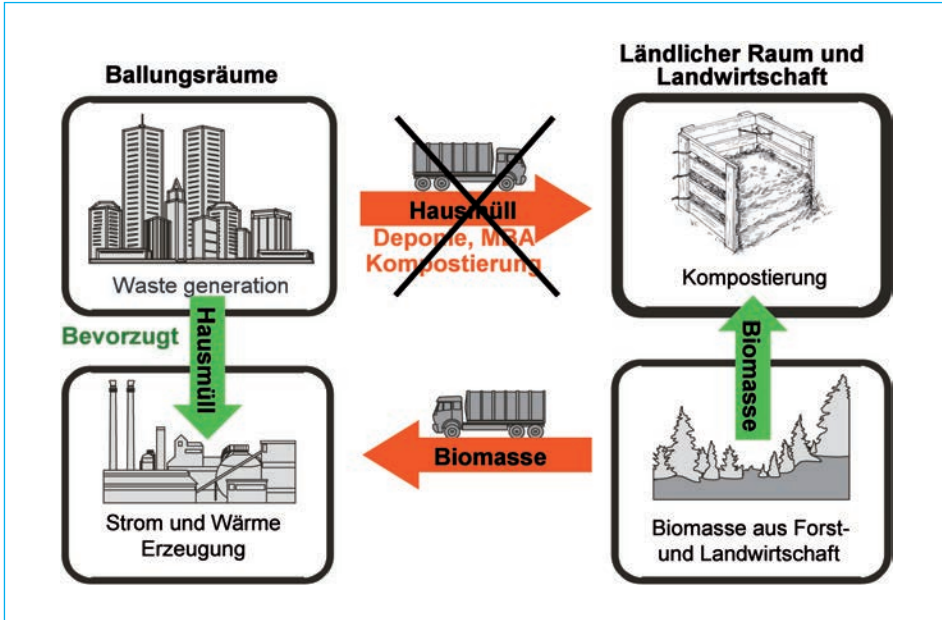 Ballungsräume
Ländlicher Raum und
Landwirtschaft
Waste generation
Hausmüll
Deponie, MBA
Kompostierung
Kompostierung
Bevorzugt
Hausmüll
Biomasse
Biomasse
Strom und Wärme
Erzeugung
Biomasse aus Forst-
und Landwirtschaft